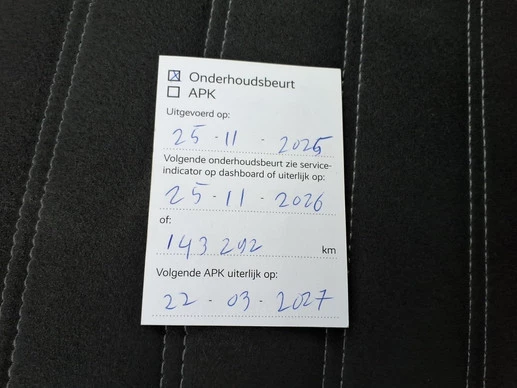 ☒ Onderhoudsbeurt
☐ APK
Uitgevoerd op:
25 - 11 - 2025
Volgende onderhoudsbeurt zie service-
indicator op dashboard of uiterlijk op:
25 - 11 - 2026
of:
143 292 km
Volgende APK uiterlijk op:
22 - 03 - 2027